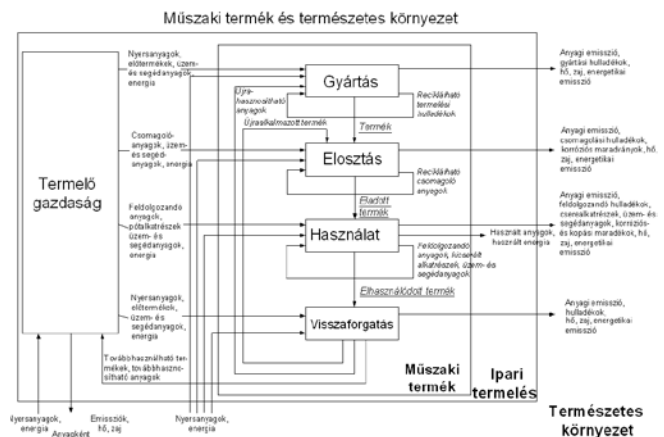 Műszaki termék és természetes környezet
Nyersanyagok,
előtermékek, üzem-
és segédanyagok,
energia
Gyártás
Anyagi emisszió,
gyártási hulladékok,
hő, zaj, energetikai
emisszió
Újra-
hasznosítható
anyagok
Reciklálható
termelési
hulladékok
Termék
Újraalkalmazott termék
Csomagoló-
anyagok, üzem-
és segéd-
anyagok, energia
Elosztás
Anyagi emisszió,
csomagolási hulladékok,
korróziós maradványok, hő,
zaj, energetikai
emisszió
Reciklálható
csomagoló
anyagok
Termelő
gazdaság
Eladott
termék
Feldolgozandó
anyagok,
pótalkatrészek
üzem- és
segédanyagok,
energia
Használat
Használt anyagok,
használt energia
Anyagi emisszió,
feldolgozandó hulladékok,
cserealkatrészek, üzem- és
segédanyagok, korróziós-
és kopási maradékok, hő,
zaj, energetikai
emisszió
Feldolgozandó
anyagok, kicserélt
alkatrészek, üzem- és
segédanyagok
Elhasználódott termék
Nyersanyagok,
előtermékek,
üzem- és
segédanyagok,
energia
Visszaforgatás
Anyagi emisszió,
hulladékok,
hő, zaj, energetikai
emisszió
Továbbhasználható ter-
mékek, továbbhaszno-
sítható anyagok
Műszaki
termék
Ipari
termelés
Természetes
környezet
Nyersanyagok,
energia
Anyagként
Emissziók,
hő, zaj
Nyersanyagok,
energia